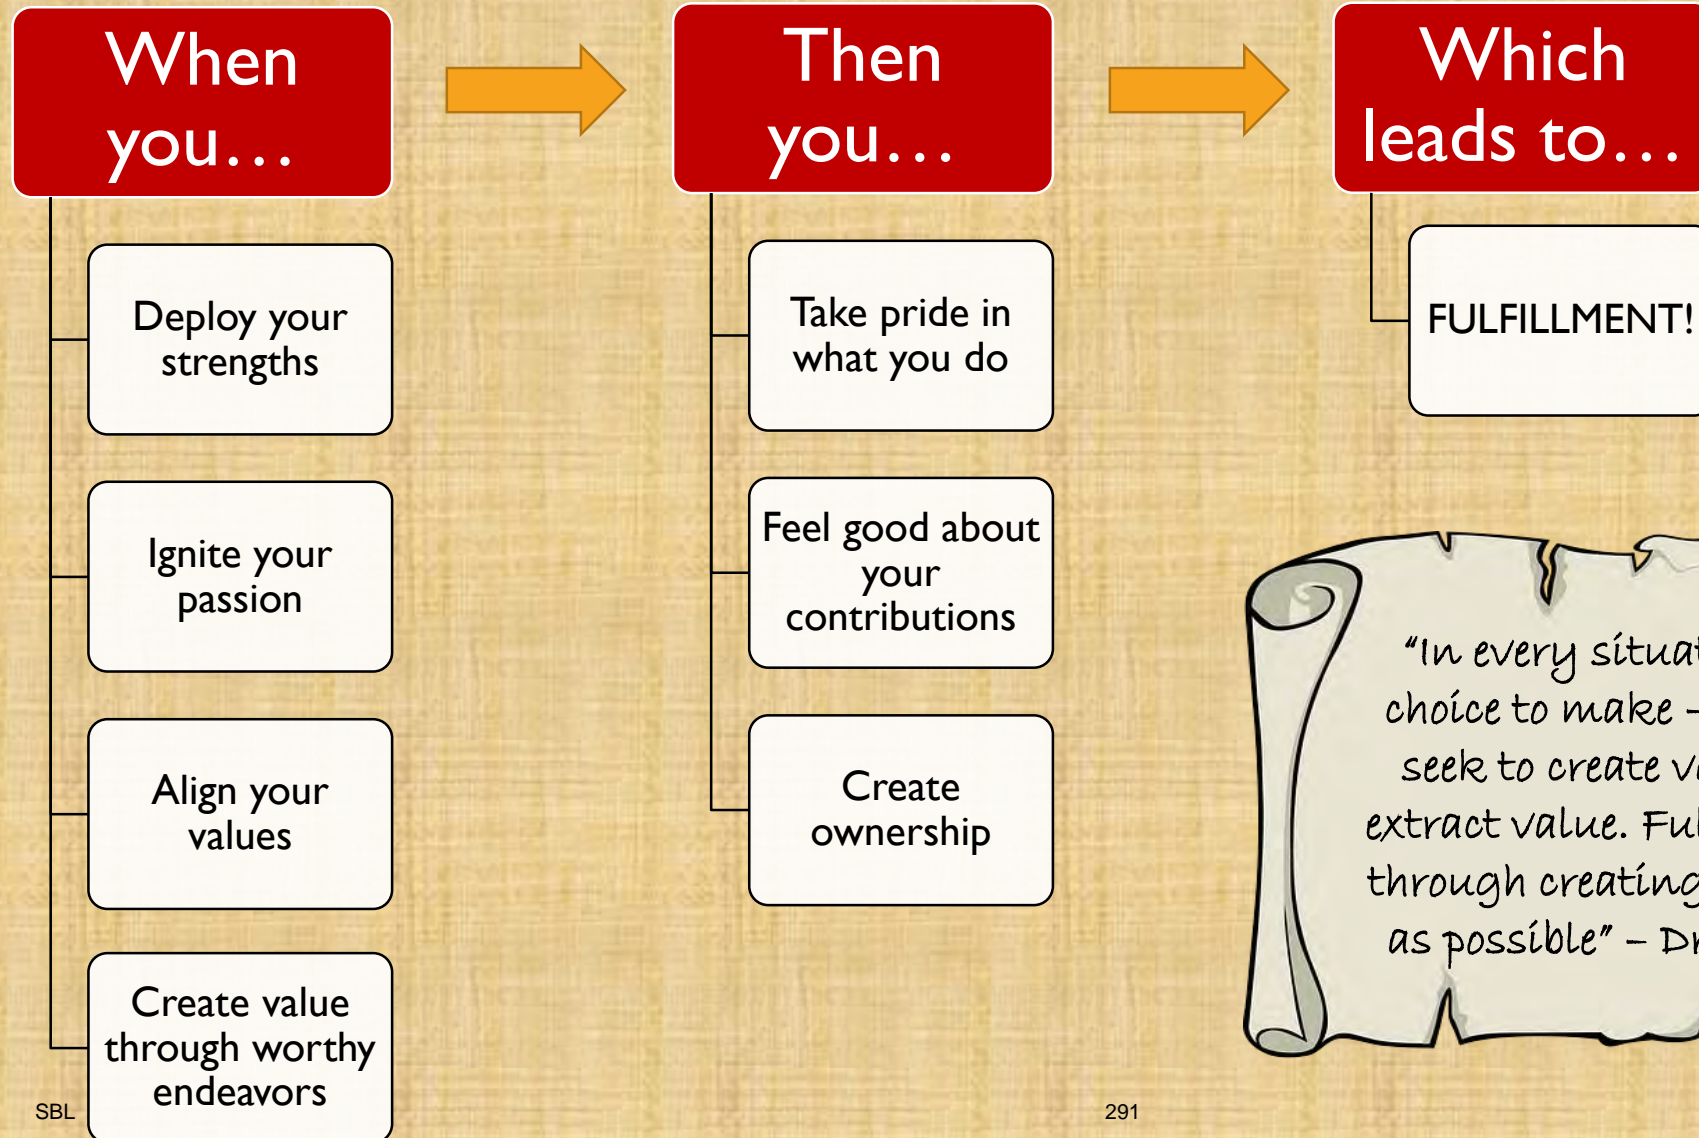 When
you…
Deploy your
strengths
Ignite your
passion
Align your
values
Create value
through worthy
endeavors
Then
you…
Take pride in
what you do
Feel good about
your
contributions
Create
ownership
Which
leads to…
FULFILLMENT!
“In every
choice to make –
seek to create
extract value.
through creating
as possible” –
SBL
291